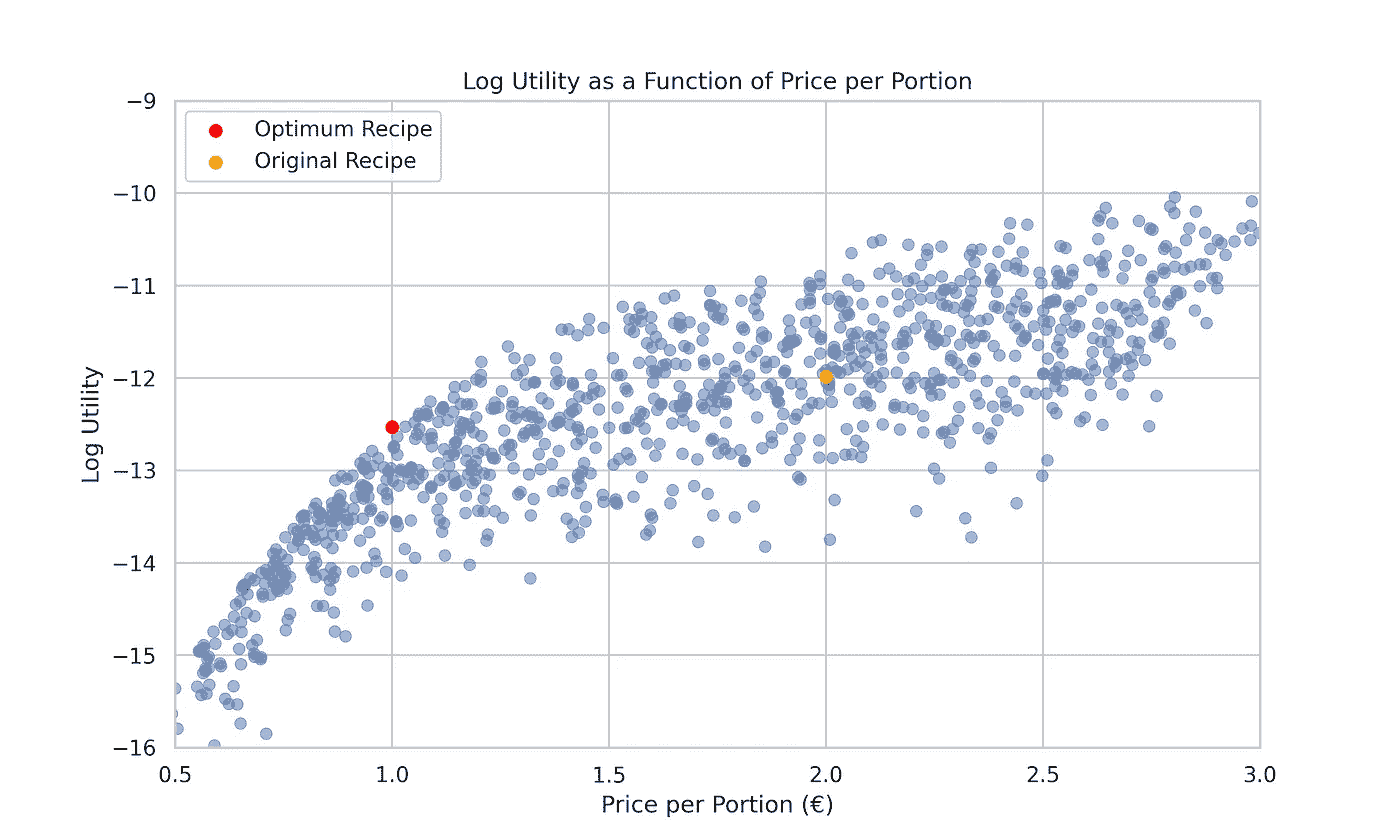 Log Utility as a Function of Price per Portion
−9
Optimum Recipe
Original Recipe
−10
−11
−12
−13
−14
−15
−16
Log Utility
0.5 1.0 1.5 2.0 2.5 3.0
Price per Portion (€)